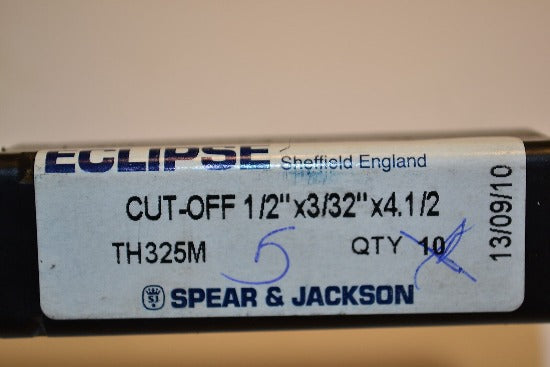 ECLIPSE Sheffield England
CUT-OFF 1/2"x3/32"x4.1/2
TH325M 5 QTY 10
SJ SPEAR & JACKSON
13/09/10